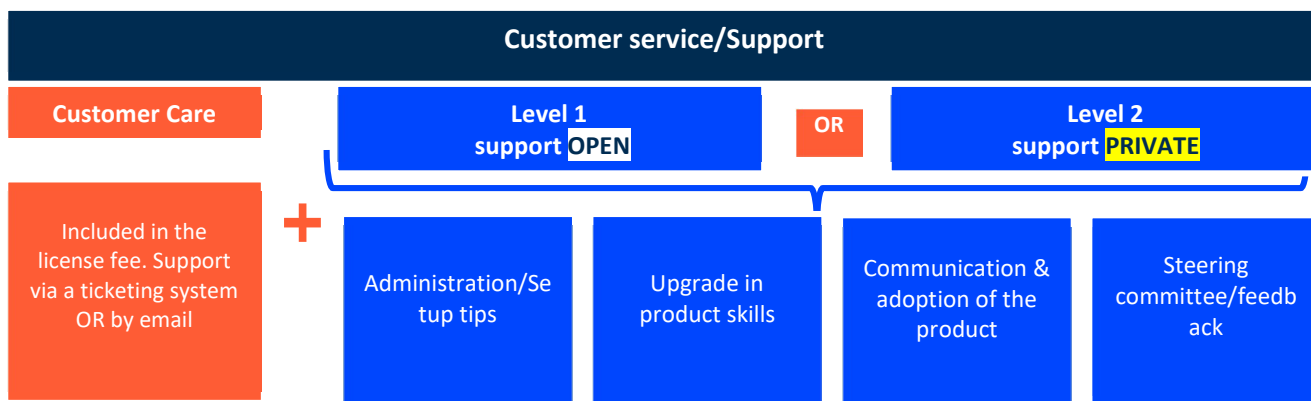 Customer service/Support
Customer Care
Level 1
support OPEN
OR
Level 2
support PRIVATE
Included in the
license fee. Support
via a ticketing system
OR by email
+
Administration/Se
tup tips
Upgrade in
product skills
Communication &
adoption of the
product
Steering
committee/feedb
ack